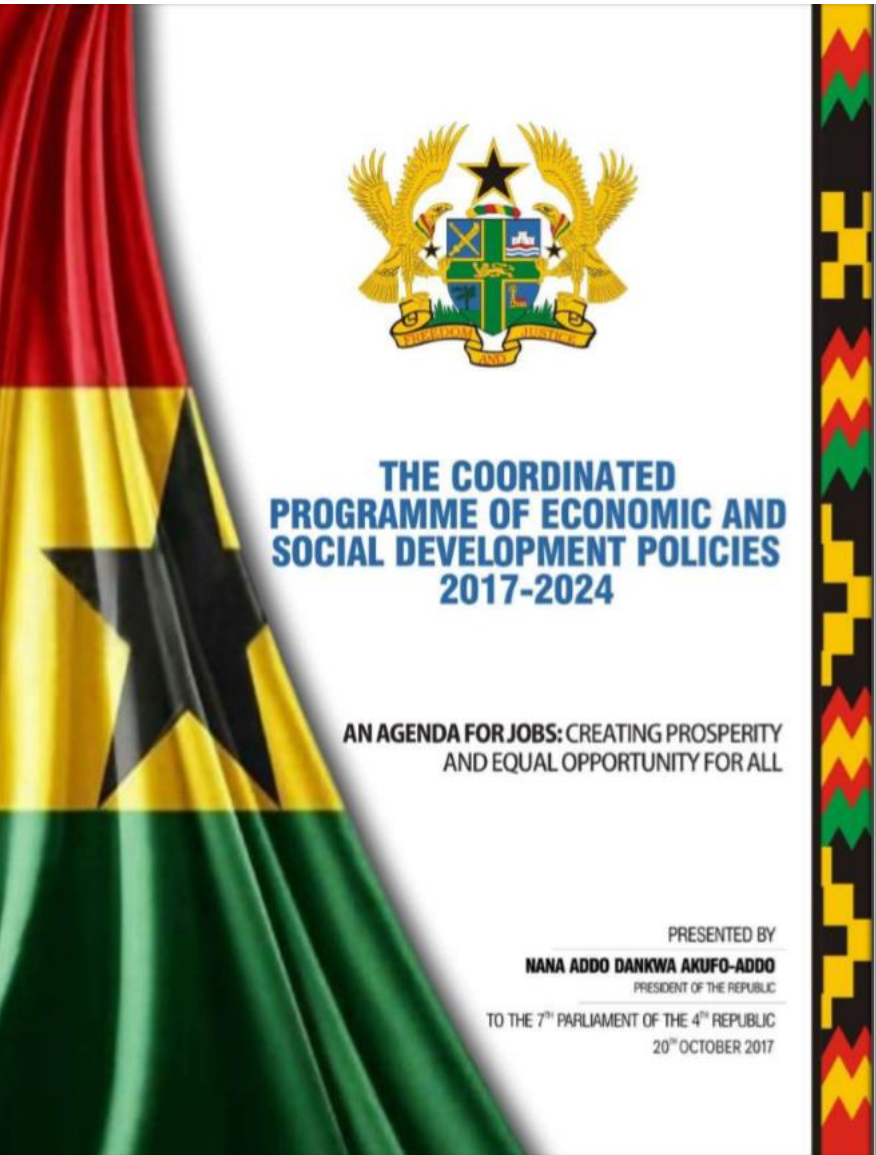 FREEDOM
AND
JUSTICE
THE COORDINATED
PROGRAMME OF ECONOMIC AND
SOCIAL DEVELOPMENT POLICIES
2017-2024
AN AGENDA FOR JOBS: CREATING PROSPERITY
AND EQUAL OPPORTUNITY FOR ALL
PRESENTED BY
NANA ADDO DANKWA AKUFO-ADDO
PRESIDENT OF THE REPUBLIC
TO THE 7TH PARLIAMENT OF THE 4TH REPUBLIC
20TH OCTOBER 2017